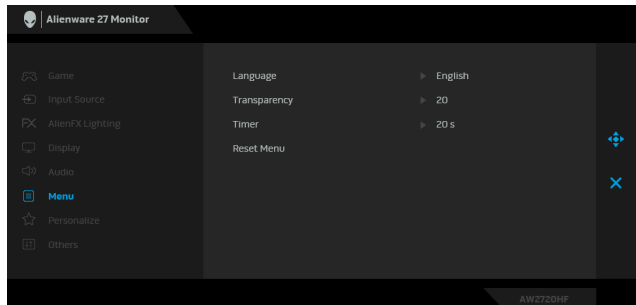 Alienware 27 Monitor
Game
Input Source
FX AlienFX Lighting
Display
Audio
Menu
Personalize
Others
Language English
Transparency 20
Timer 20 s
Reset Menu
AW2720HF